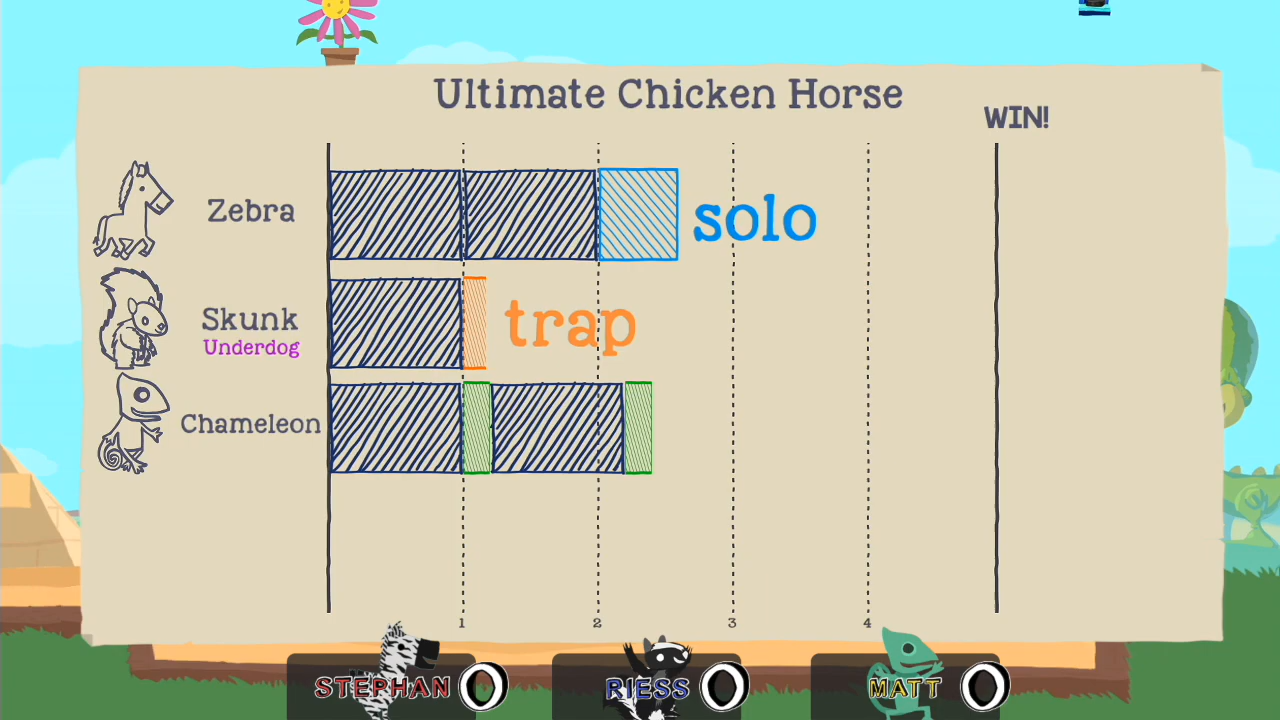 Ultimate Chicken Horse
WIN!
Zebra
solo
Skunk
Underdog
trap
Chameleon
1 2 3 4
STEPHAN RIESS MATT